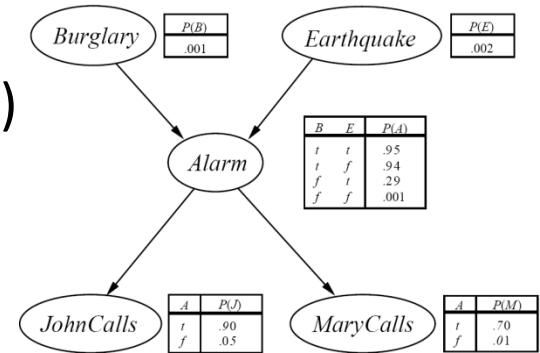 Burglary
P(B)
.001
Earthquake
P(E)
.002
)
Alarm
B E P(A)
t t .95
t f .94
f t .29
f f .001
JohnCalls
A P(J)
t .90
f .05
MaryCalls
A P(M)
t .70
f .01